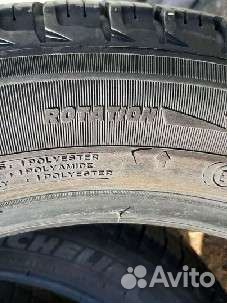 ROTATION
1 POLYESTER
1 POLYAMIDE
1 POLYESTER
Avito